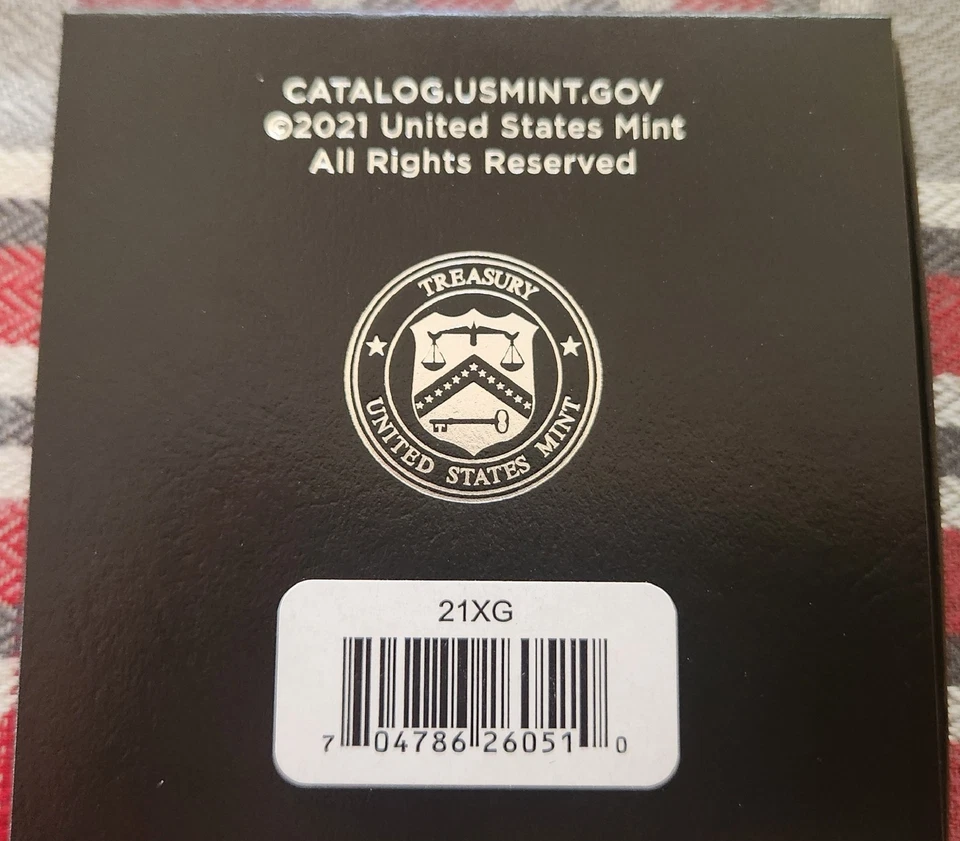 CATALOG.USMINT.GOV
©2021 United States Mint
All Rights Reserved
TREASURY
UNITED STATES MINT
21XG
7 04786 26051 0